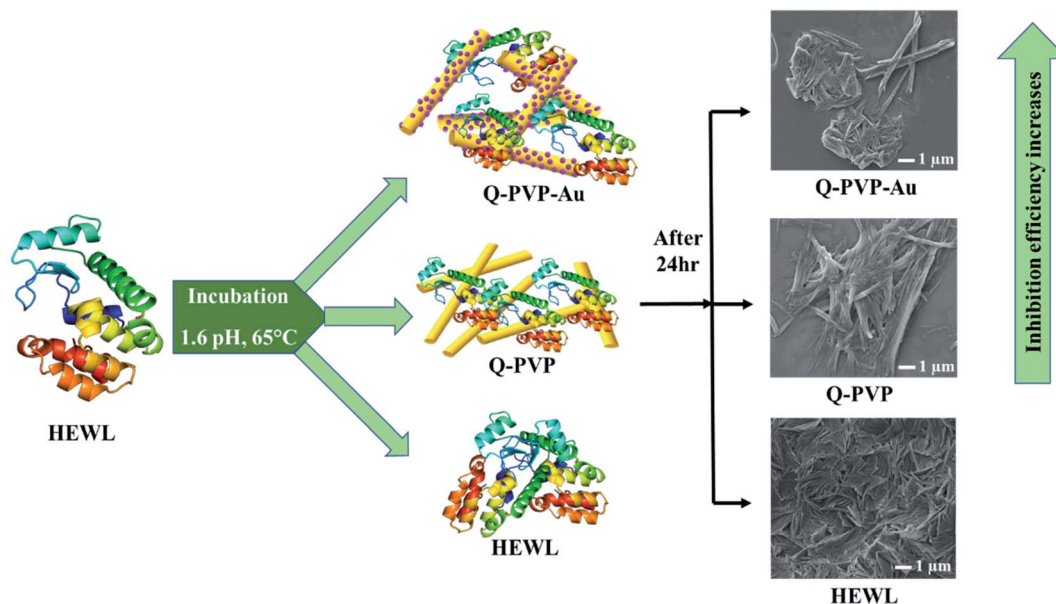 HEWL
Incubation
1.6 pH, 65°C
Q-PVP-Au
Q-PVP
HEWL
After
24hr
1 µm
Q-PVP-Au
1 µm
Q-PVP
1 µm
HEWL
Inhibition efficiency increases